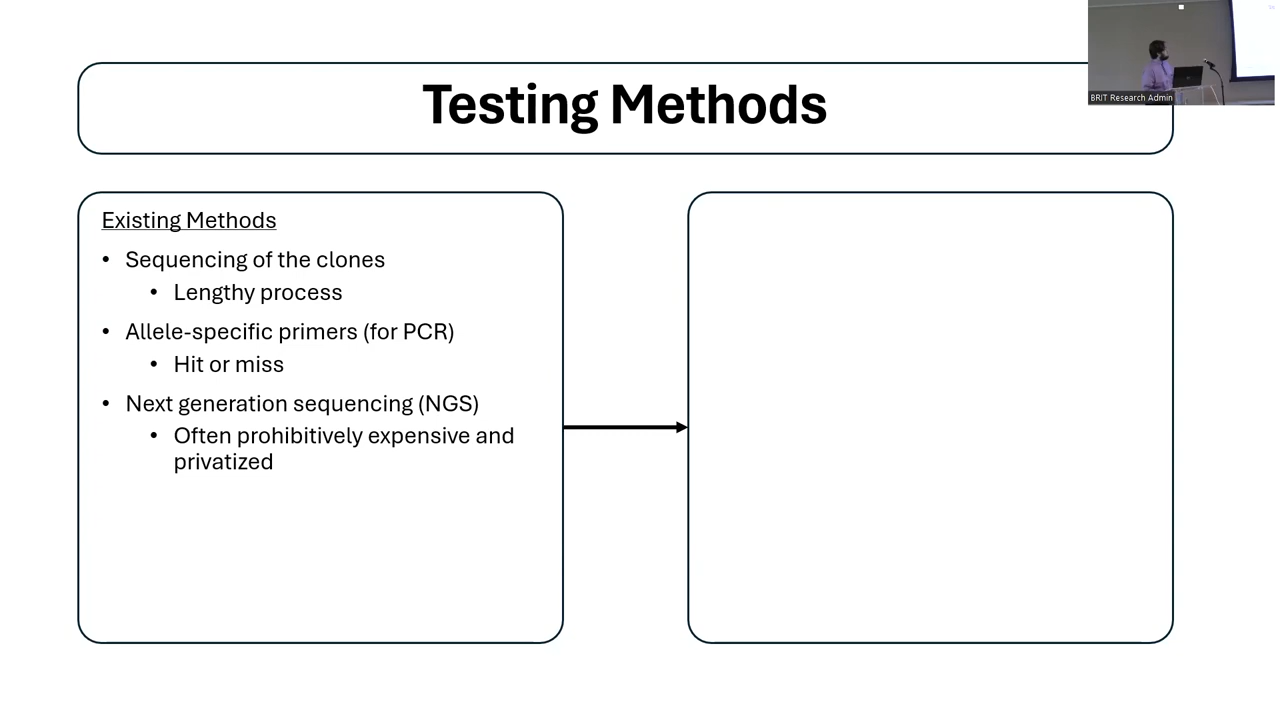 Testing Methods
BRIT Research Admin
Existing Methods
• Sequencing of the clones
• Lengthy process
• Allele-specific primers (for PCR)
• Hit or miss
• Next generation sequencing (NGS)
• Often prohibitively expensive and
privatized